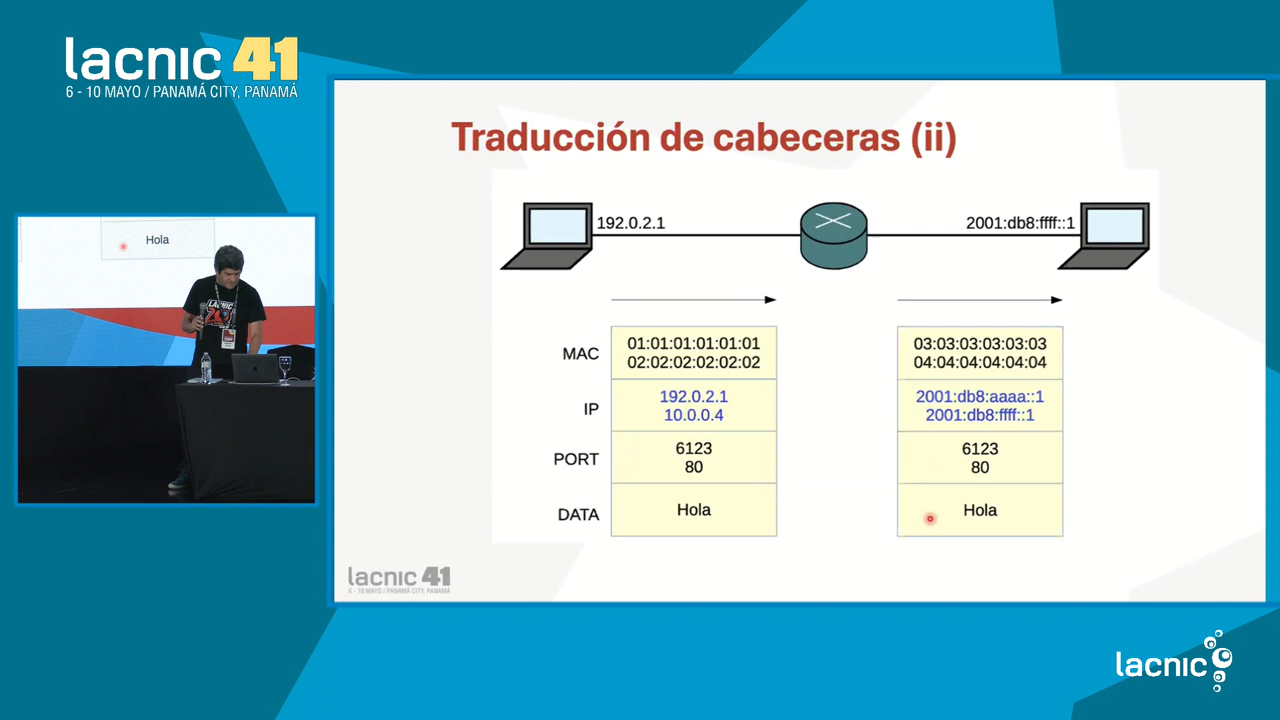 lacnic 41
6 - 10 MAYO / PANAMÁ CITY, PANAMÁ
Hola
Traducción de cabeceras (ii)
192.0.2.1
2001:db8:ffff::1
MAC
01:01:01:01:01:01
02:02:02:02:02:02
03:03:03:03:03:03
04:04:04:04:04:04
IP
192.0.2.1
10.0.0.4
2001:db8:aaaa::1
2001:db8:ffff::1
PORT
6123
80
6123
80
DATA
Hola
Hola
lacnic 41
6 - 10 MAYO / PANAMÁ CITY, PANAMÁ
lacnic
LACNIC